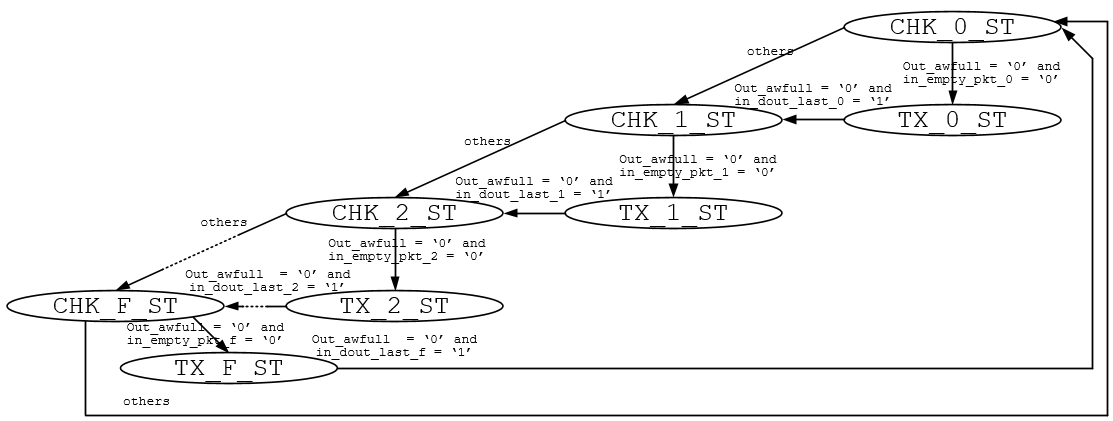 CHK_0_ST
others
Out_awfull = ‘0’ and
in_empty_pkt_0 = ‘0’
Out_awfull = ‘0’ and
in_dout_last_0 = ‘1’
CHK_1_ST
TX_0_ST
others
Out_awfull = ‘0’ and
in_empty_pkt_1 = ‘0’
Out_awfull = ‘0’ and
in_dout_last_1 = ‘1’
CHK_2_ST
TX_1_ST
others
Out_awfull = ‘0’ and
in_empty_pkt_2 = ‘0’
Out_awfull = ‘0’ and
in_dout_last_2 = ‘1’
CHK_F_ST
TX_2_ST
Out_awfull = ‘0’ and
in_empty_pkt_f = ‘0’
Out_awfull = ‘0’ and
in_dout_last_f = ‘1’
TX_F_ST
others